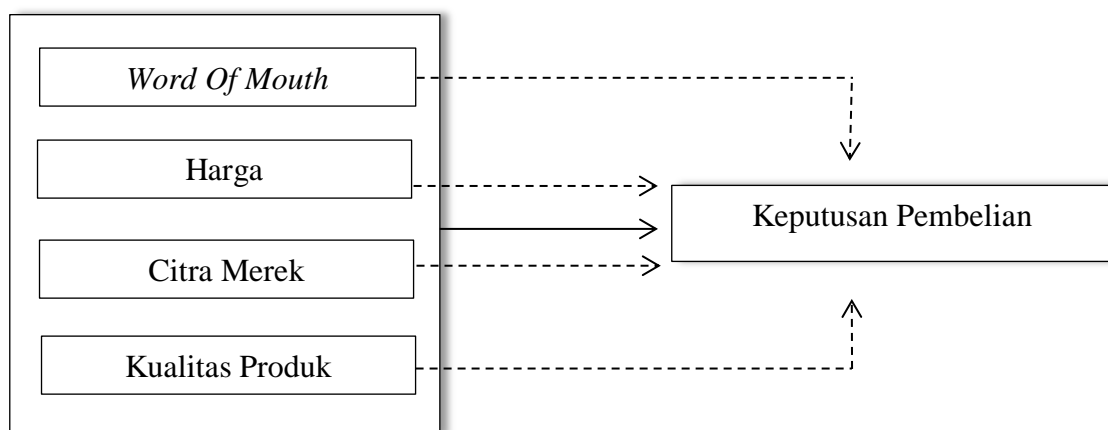 Word Of Mouth
Harga
Keputusan Pembelian
Citra Merek
Kualitas Produk